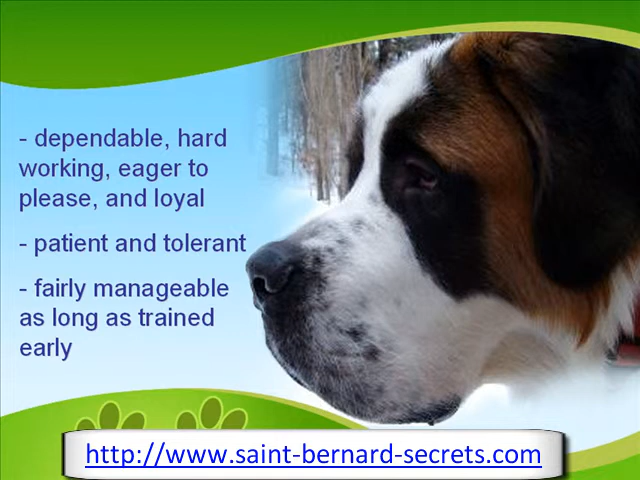 - dependable, hard
working, eager to
please, and loyal
- patient and tolerant
- fairly manageable
as long as trained
early
http://www.saint-bernard-secrets.com